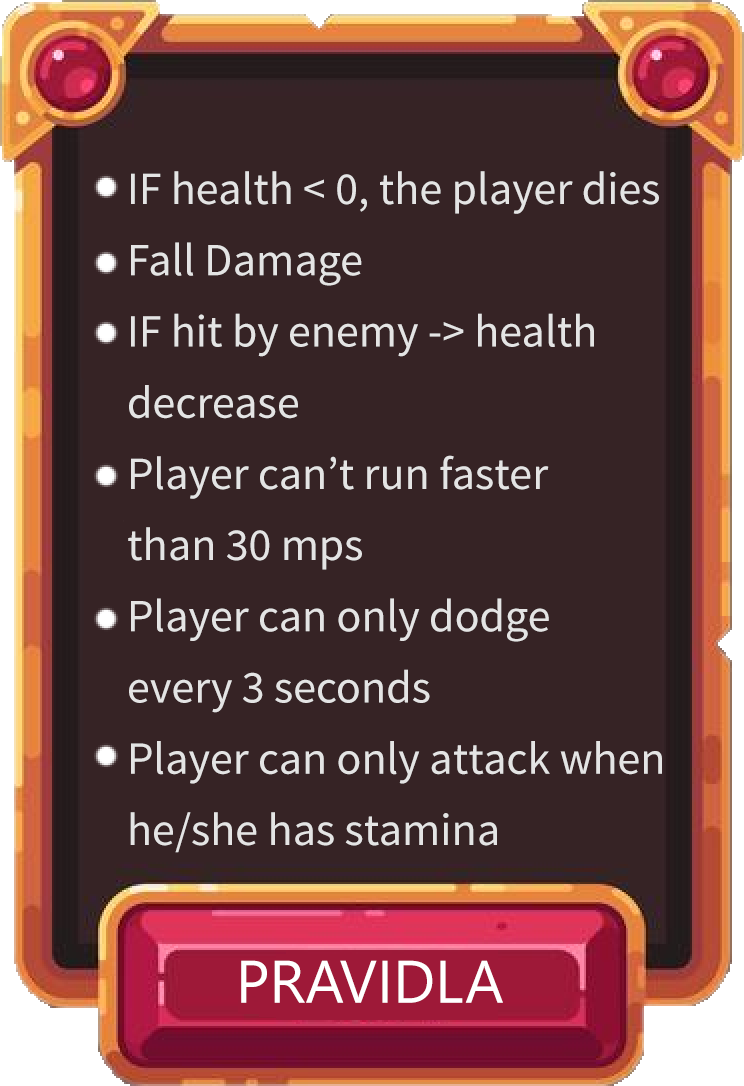 IF health < 0, the player dies
Fall Damage
IF hit by enemy -> health
decrease
Player can’t run faster
than 30 mps
Player can only dodge
every 3 seconds
Player can only attack when
he/she has stamina
PRAVIDLA